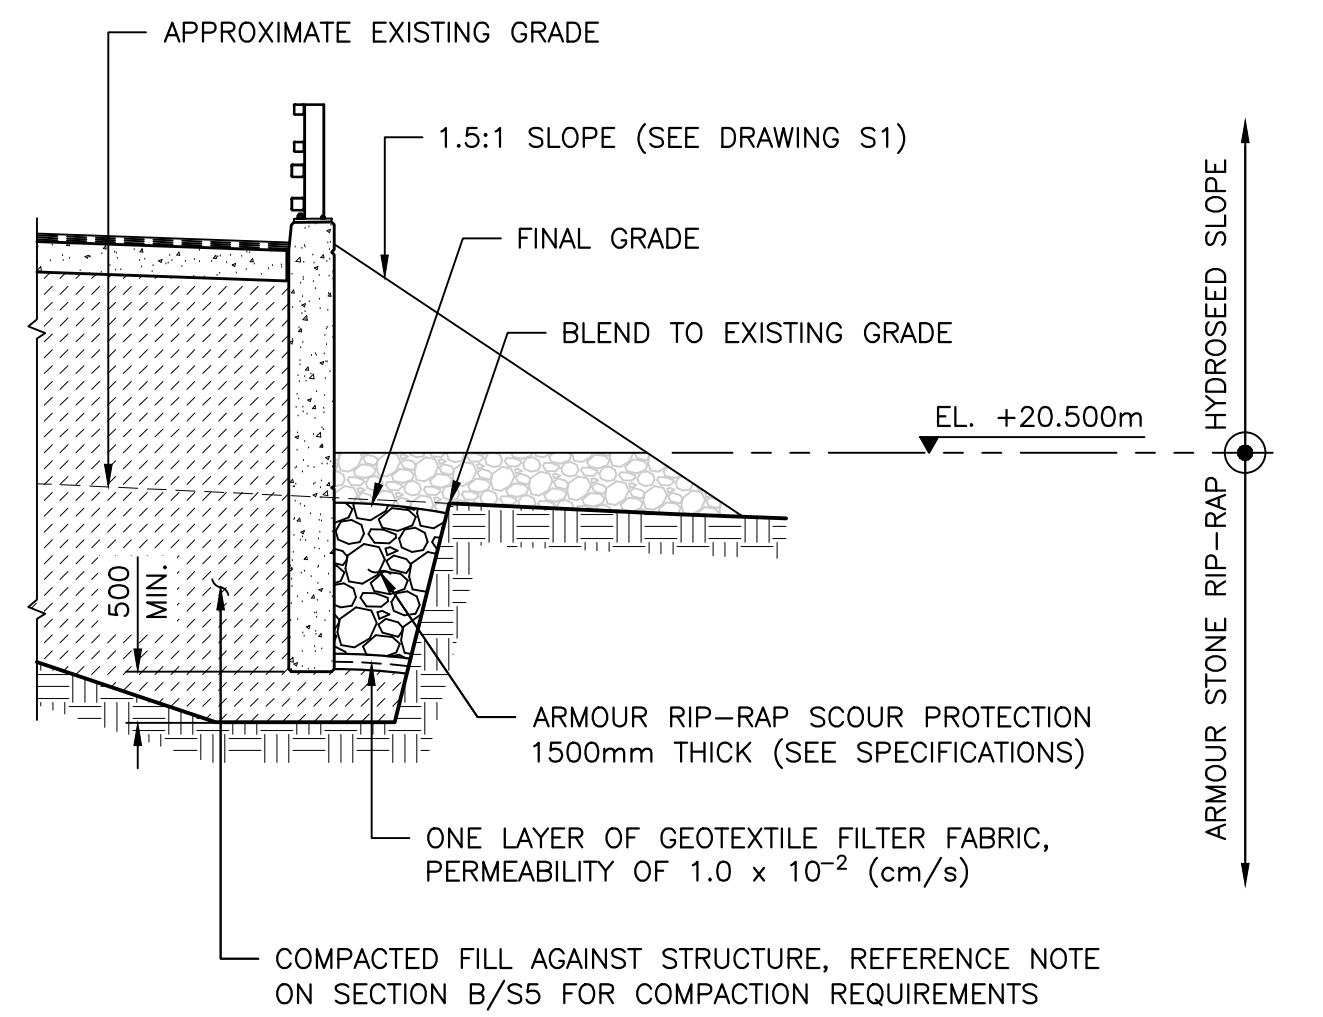 APPROXIMATE EXISTING GRADE
1.5:1 SLOPE (SEE DRAWING S1)
FINAL GRADE
BLEND TO EXISTING GRADE
EL. +20.500m
HYDROSEED SLOPE
ARMOUR STONE RIP-RAP
500
MIN.
ARMOUR RIP-RAP SCOUR PROTECTION
1500mm THICK (SEE SPECIFICATIONS)
ONE LAYER OF GEOTEXTILE FILTER FABRIC,
PERMEABILITY OF 1.0 x 10⁻² (cm/s)
COMPACTED FILL AGAINST STRUCTURE, REFERENCE NOTE
ON SECTION B/S5 FOR COMPACTION REQUIREMENTS